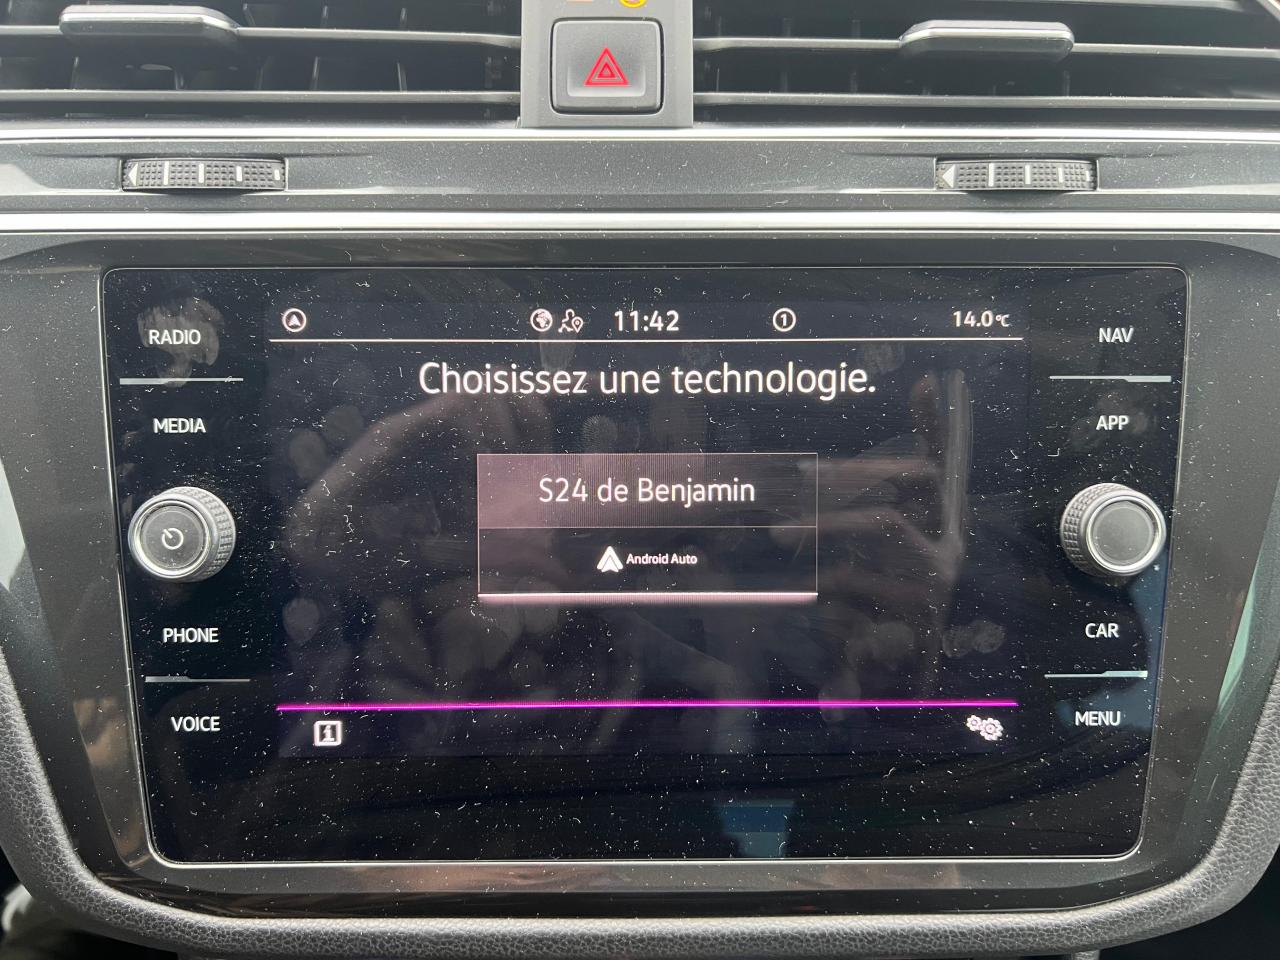 RADIO
MEDIA
PHONE
VOICE
11:42
1
14.0°C
Choisissez une technologie.
S24 de Benjamin
Android Auto
i
NAV
APP
CAR
MENU